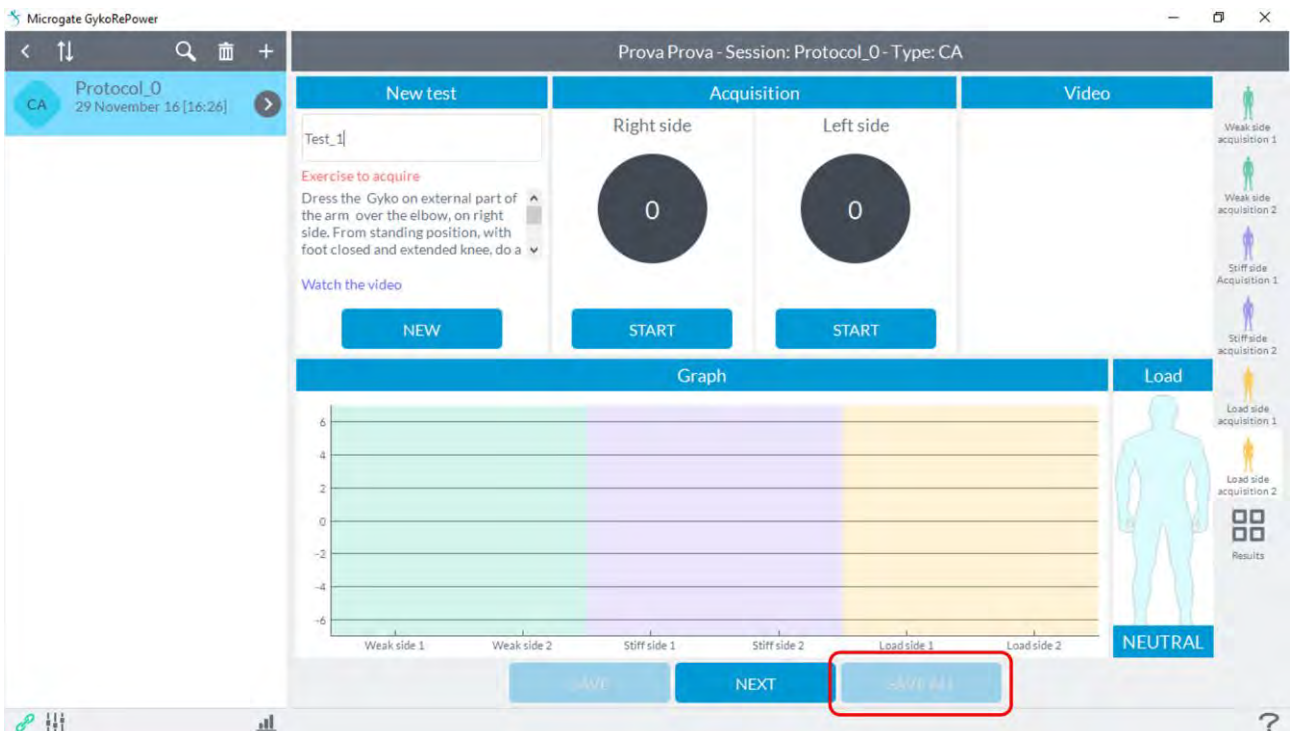 Microgate GykoRePower
Prova Prova - Session: Protocol_0 - Type: CA
CA
Protocol_0
29 November 16 [16:26]
New test
Test_1
Exercise to acquire
Dress the Gyko on external part of
the arm over the elbow, on right
side. From standing position, with
foot closed and extended knee, do a
Watch the video
NEW
Acquisition
Right side
Left side
0
0
START
START
Video
Graph
6
4
2
0
-2
-4
-6
Weak side 1
Weak side 2
Stiff side 1
Stiff side 2
Load side 1
Load side 2
Load
NEUTRAL
SAVE
NEXT
SAVE ALL
Weak side
acquisition 1
Weak side
acquisition 2
Stiff side
Acquisition 1
Stiff side
acquisition 2
Load side
acquisition 1
Load side
acquisition 2
Results
?